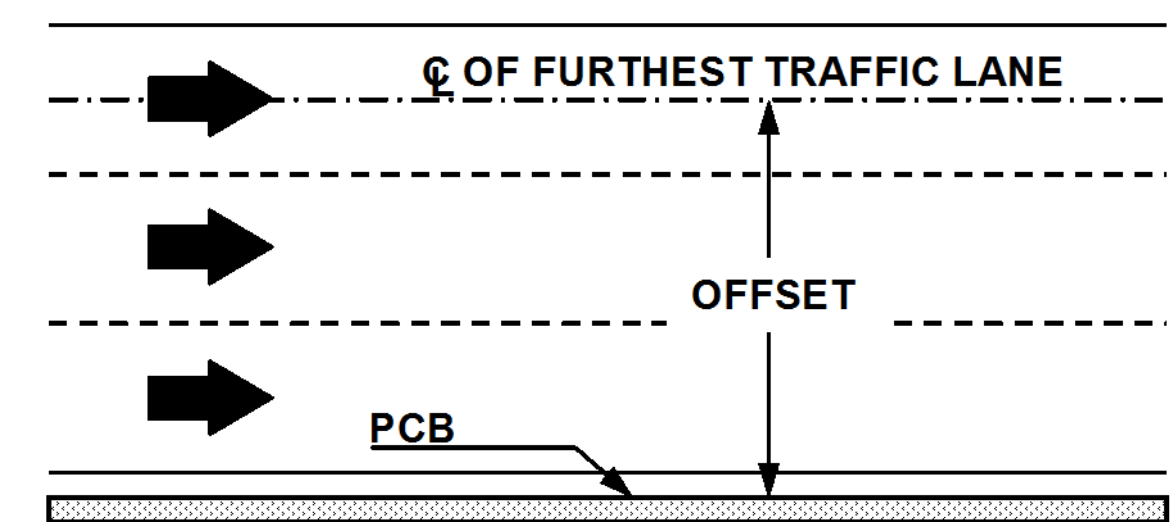 ℄ OF FURTHEST TRAFFIC LANE
OFFSET
PCB